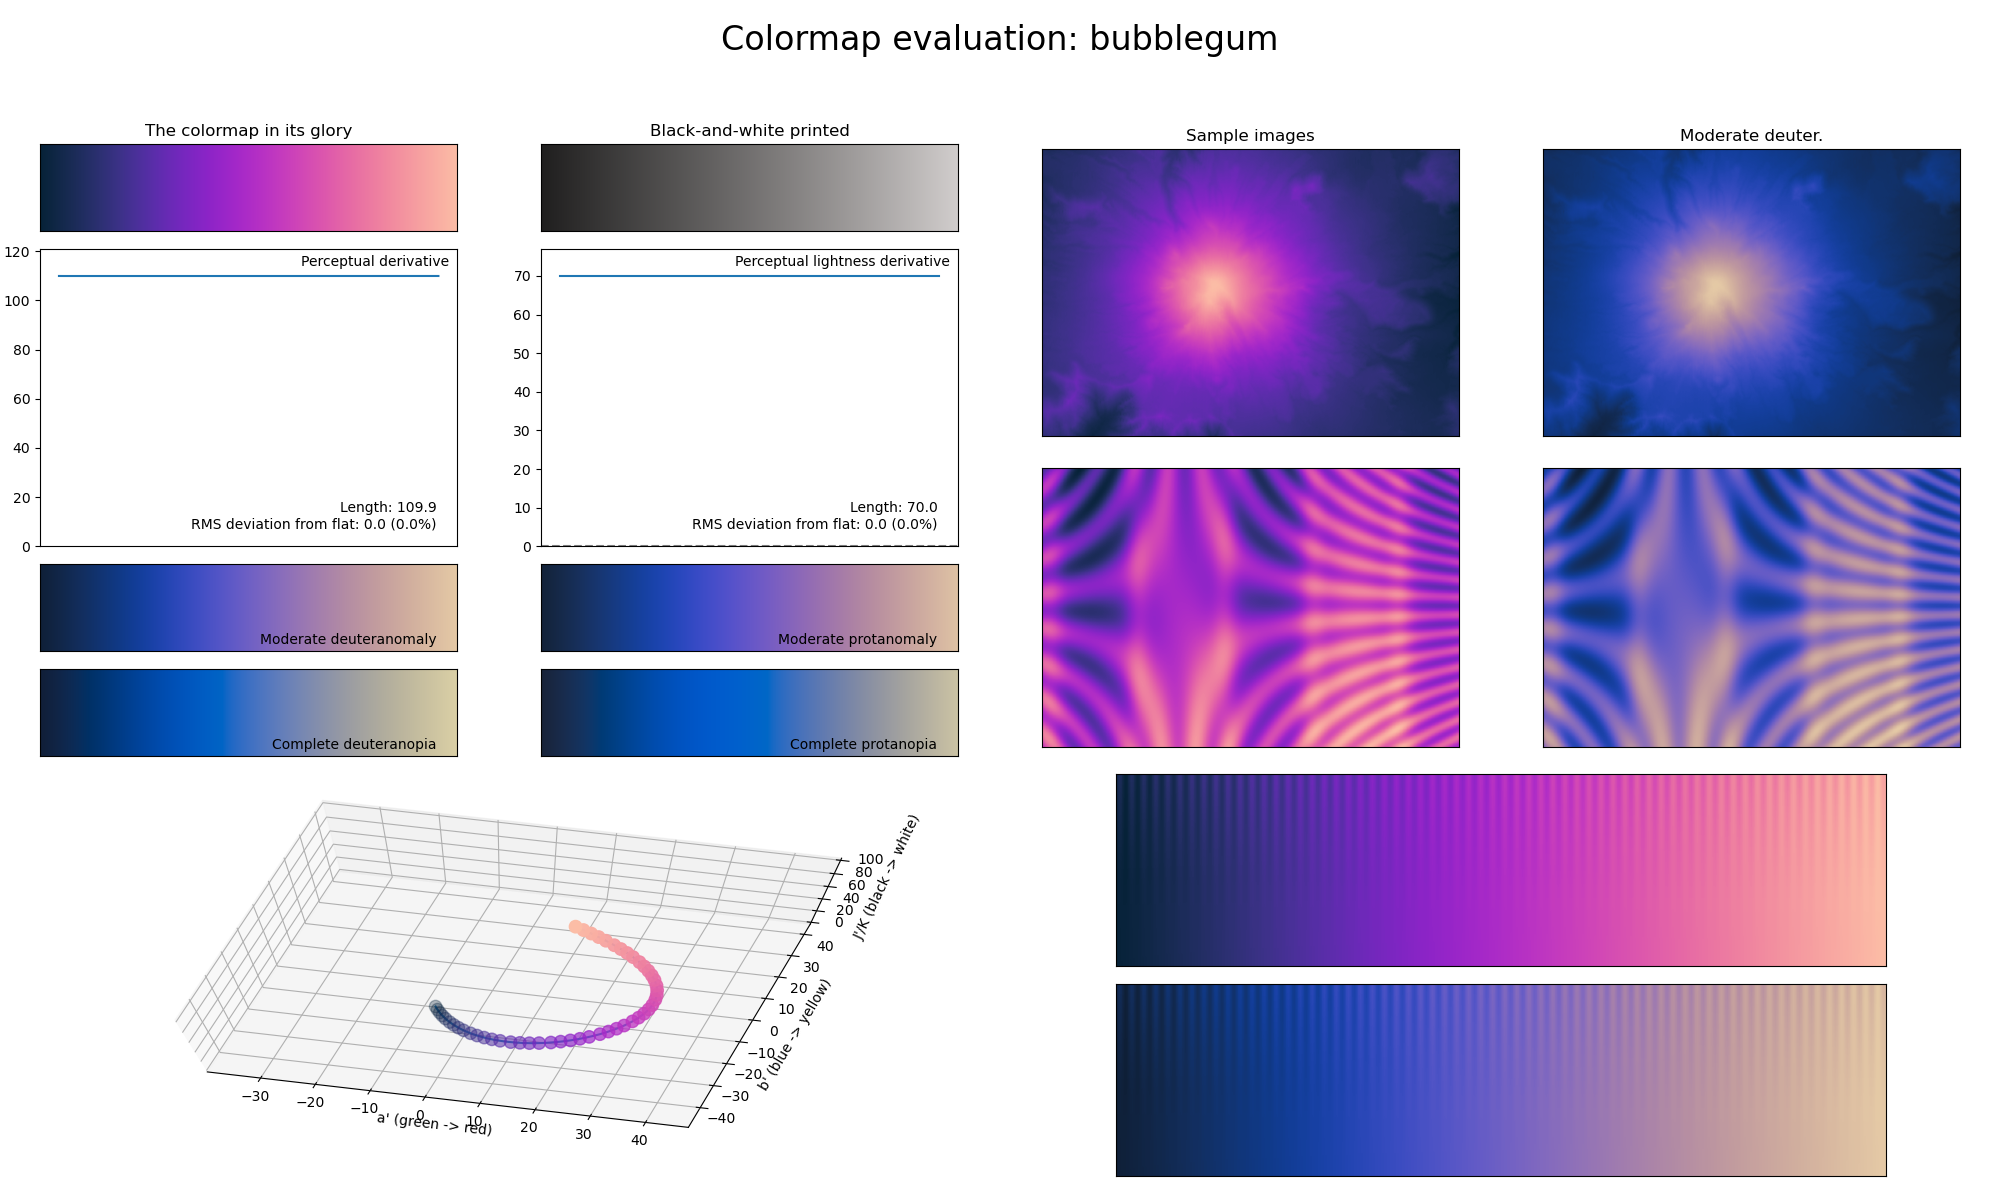 Colormap evaluation: bubblegum
The colormap in its glory
Black-and-white printed
Sample images
Moderate deuter.
Perceptual derivative
120
100
80
60
40
20
0
Length: 109.9
RMS deviation from flat: 0.0 (0.0%)
Perceptual lightness derivative
70
60
50
40
30
20
10
0
Length: 70.0
RMS deviation from flat: 0.0 (0.0%)
Moderate deuteranomaly
Moderate protanomaly
Complete deuteranopia
Complete protanopia
100
80
60
40
20
0
J'/K (black -> white)
40
30
20
10
0
−10
−20
−30
−40
b' (blue -> yellow)
−30
−20
−10
0
10
20
30
40
a' (green -> red)